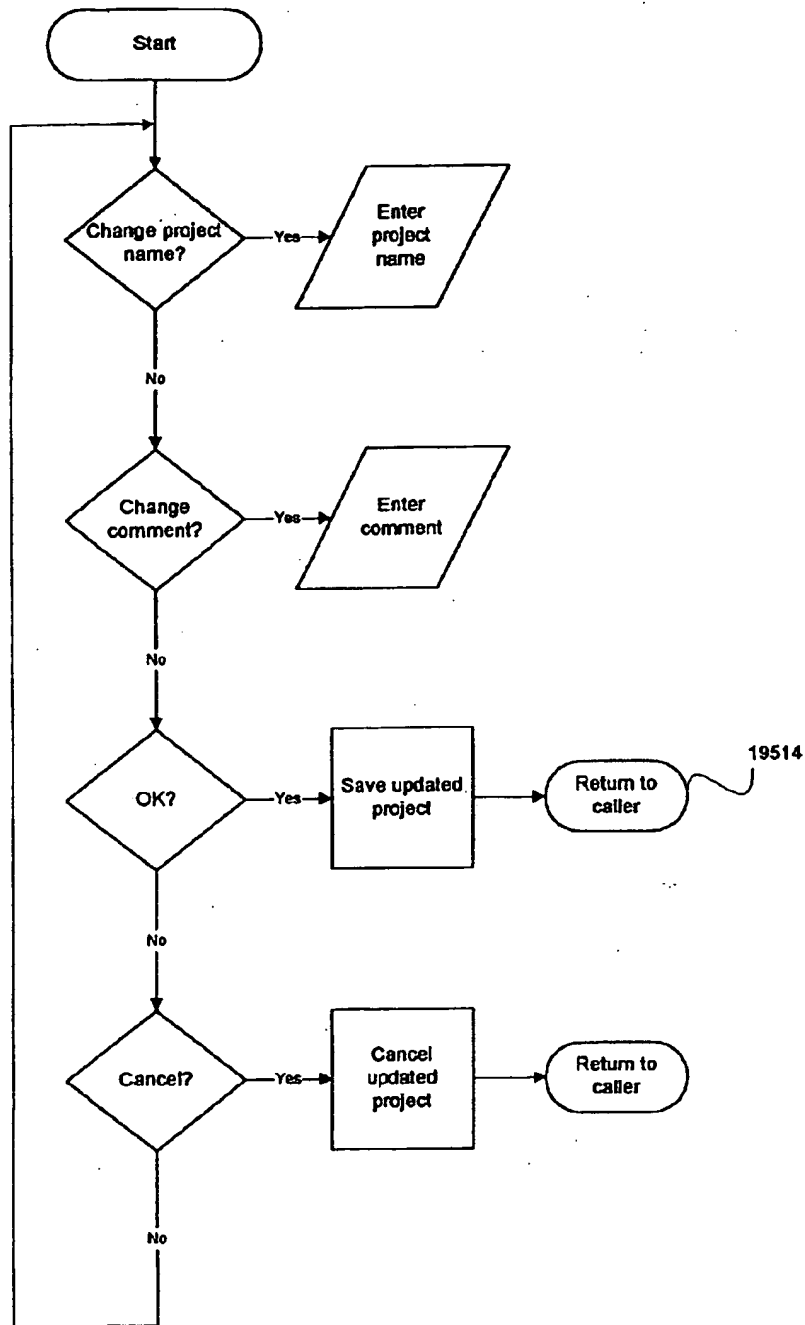 Start
Change project
name?
Yes
Enter
project
name
No
Change
comment?
Yes
Enter
comment
No
OK?
Yes
Save updated
project
Return to
caller
19514
No
Cancel?
Yes
Cancel
updated
project
Return to
caller
No